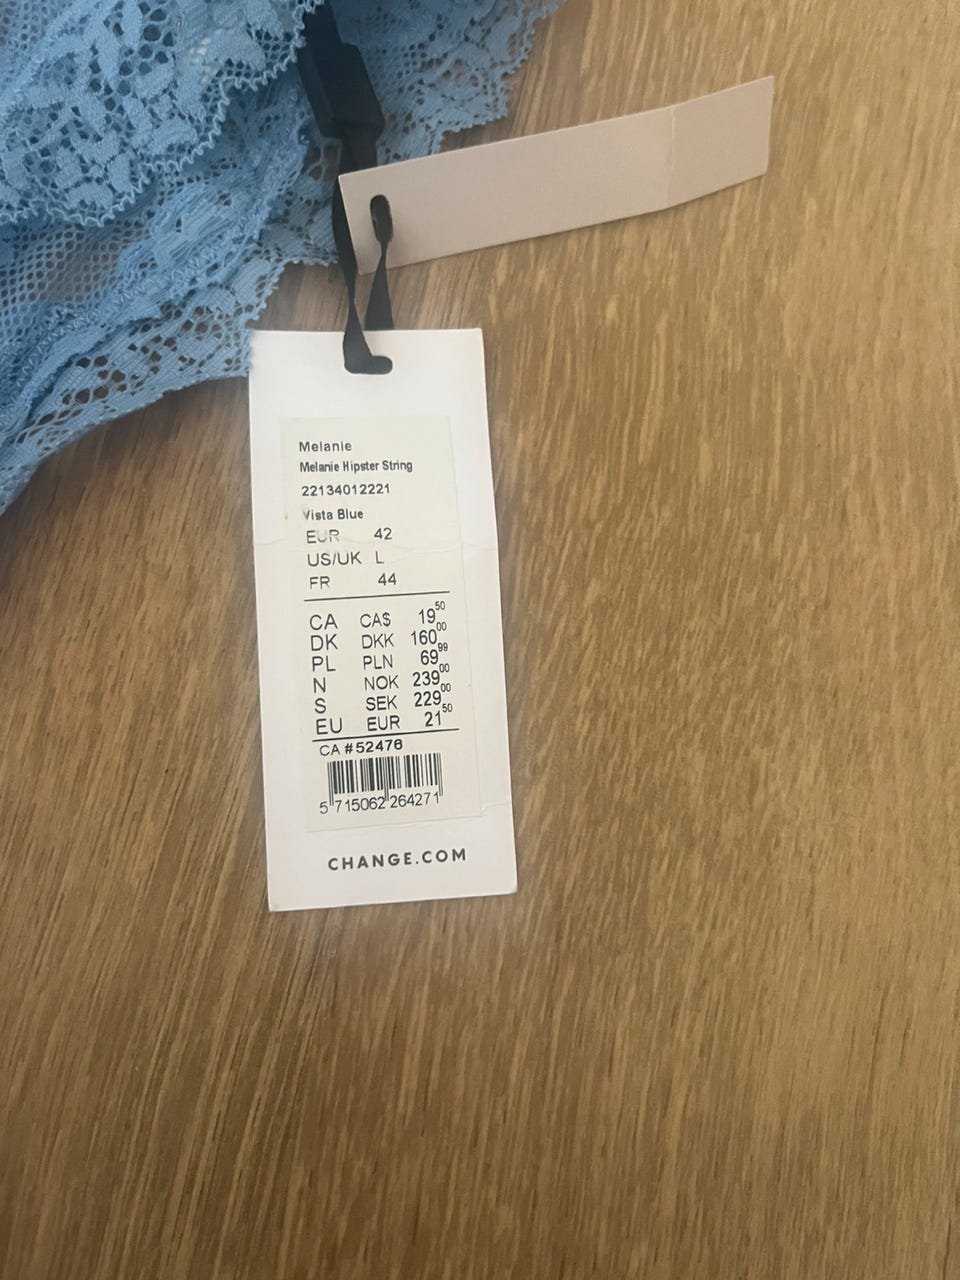 Melanie
Melanie Hipster String
22134012221
Vista Blue
EUR 42
US/UK L
FR 44
CA CA$ 19 50
DK DKK 160 00
PL PLN 69 99
N NOK 239 00
S SEK 229 00
EU EUR 21 50
CA #52476
5 715062 264271
CHANGE.COM